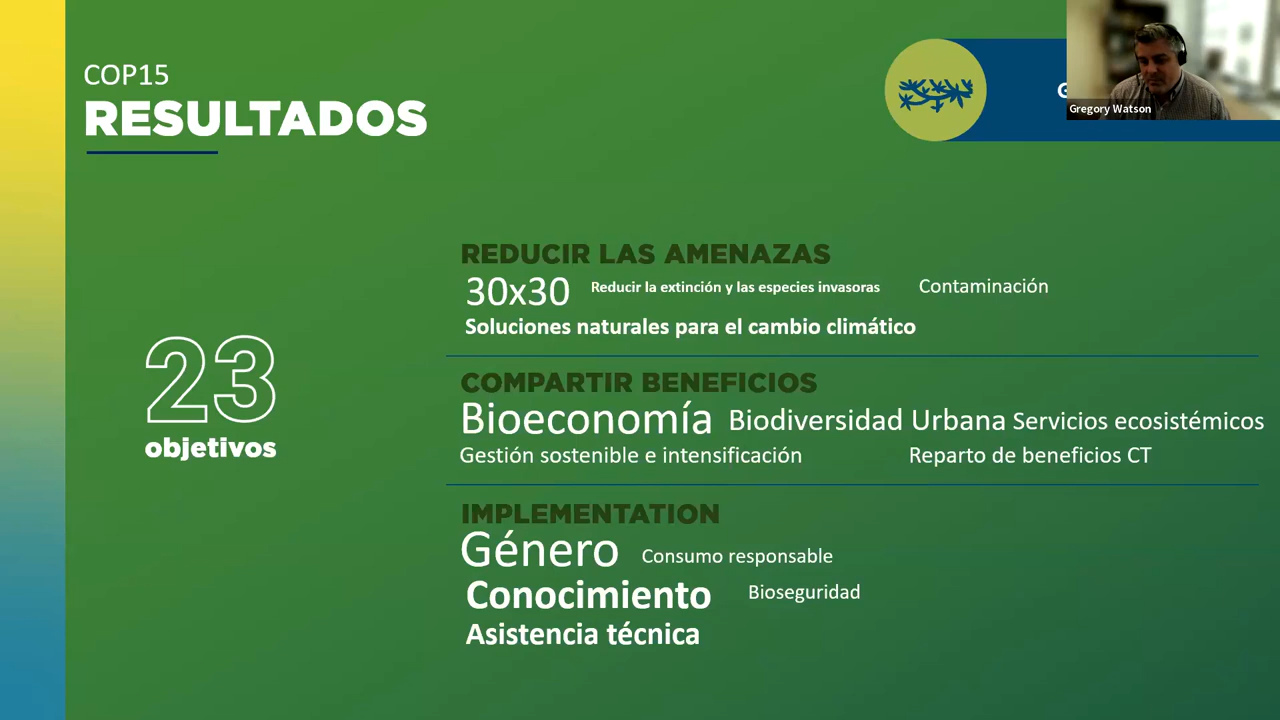 COP15
RESULTADOS
G
Gregory Watson
REDUCIR LAS AMENAZAS
30x30 Reducir la extinción y las especies invasoras Contaminación
Soluciones naturales para el cambio climático
23
objetivos
COMPARTIR BENEFICIOS
Bioeconomía Biodiversidad Urbana Servicios ecosistémicos
Gestión sostenible e intensificación Reparto de beneficios CT
IMPLEMENTATION
Género Consumo responsable
Conocimiento Bioseguridad
Asistencia técnica